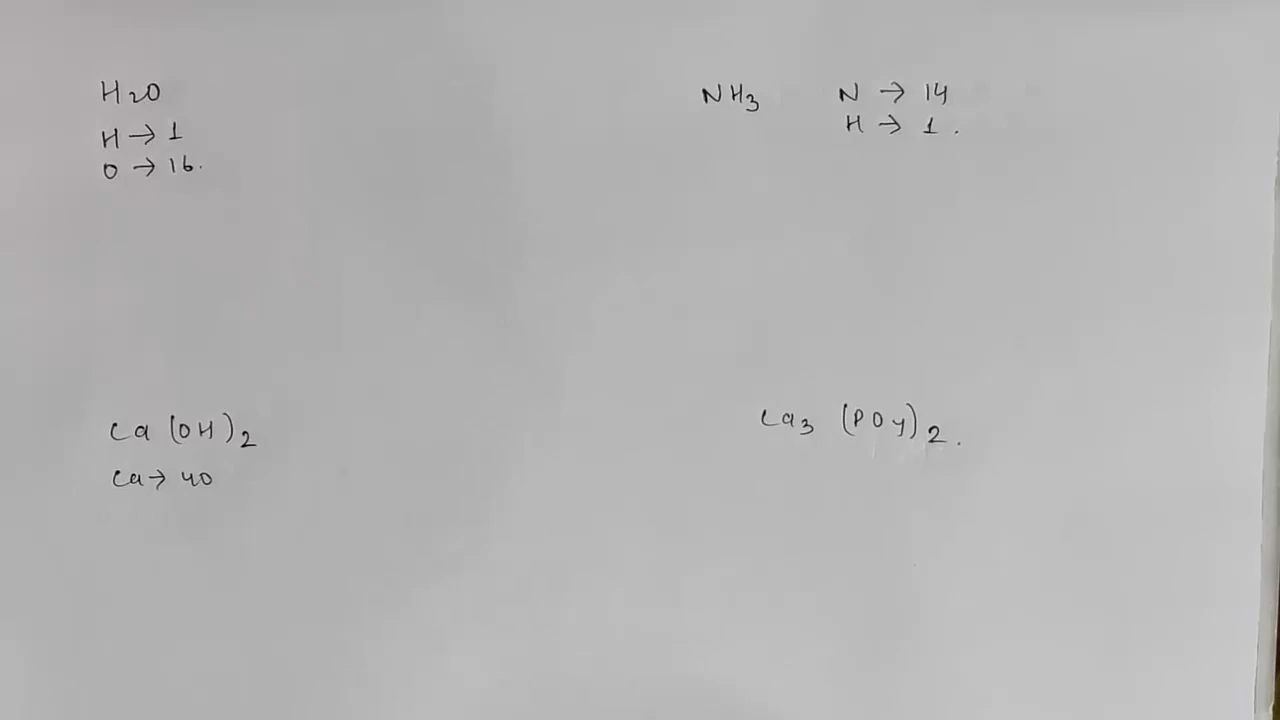 H2O
H → 1
O → 16.
NH3 N → 14
H → 1.
Ca (OH)2
Ca → 40
Ca3 (PO4)2.